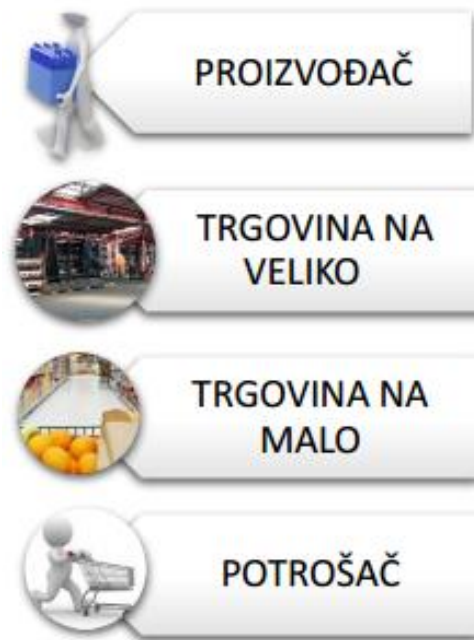 PROIZVOĐAČ
TRGOVINA NA
VELIKO
TRGOVINA NA
MALO
POTROŠAČ